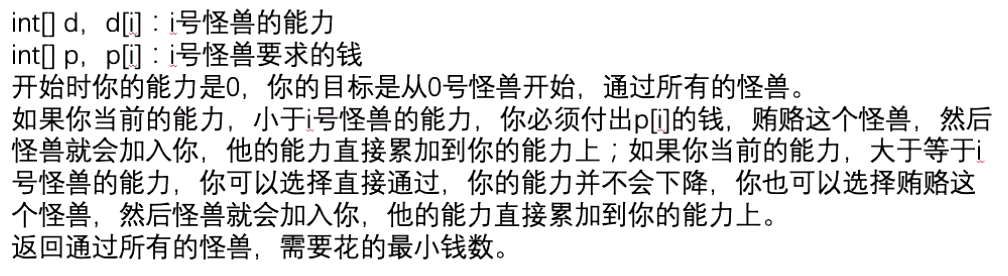 int[] d，d[i]：i号怪兽的能力
int[] p，p[i]：i号怪兽要求的钱
开始时你的能力是0，你的目标是从0号怪兽开始，通过所有的怪兽。
如果你当前的能力，小于i号怪兽的能力，你必须付出p[i]的钱，贿赂这个怪兽，然后
怪兽就会加入你，他的能力直接累加到你的能力上；如果你当前的能力，大于等于i
号怪兽的能力，你可以选择直接通过，你的能力并不会下降，你也可以选择贿赂这
个怪兽，然后怪兽就会加入你，他的能力直接累加到你的能力上。
返回通过所有的怪兽，需要花的最小钱数。